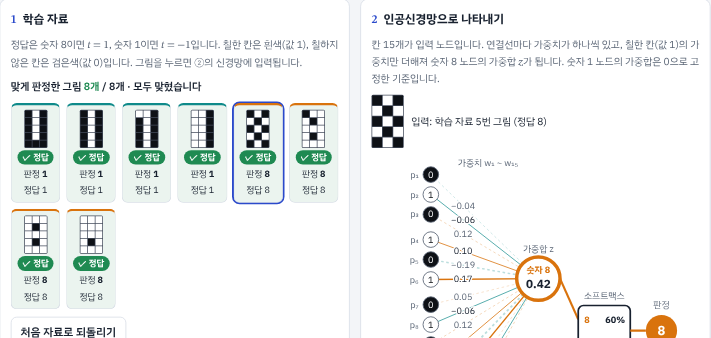 1 학습 자료
정답은 숫자 8이면 t = 1, 숫자 1이면 t = −1입니다. 칠한 칸은 흰색(값 1), 칠하지
않은 칸은 검은색(값 0)입니다. 그림을 누르면 ②의 신경망에 입력됩니다.
맞게 판정한 그림 8개 / 8개 · 모두 맞혔습니다
✓ 정답 ✓ 정답 ✓ 정답 ✓ 정답 ✓ 정답 ✓ 정답
판정 1 판정 1 판정 1 판정 1 판정 8 판정 8
정답 1 정답 1 정답 1 정답 1 정답 8 정답 8
✓ 정답 ✓ 정답
판정 8 판정 8
정답 8 정답 8
처음 자료로 되돌리기
2 인공신경망으로 나타내기
칸 15개가 입력 노드입니다. 연결선마다 가중치가 하나씩 있고, 칠한 칸(값 1)의 가
중치만 더해져 숫자 8 노드의 가중합 z가 됩니다. 숫자 1 노드의 가중합은 0으로 고
정한 기준입니다.
입력: 학습 자료 5번 그림 (정답 8)
가중치 w₁ ~ w₁₅
p₁ 0
p₂ 1
−0.04
p₃ 0
−0.06
0.12
p₄ 1
0.10
p₅ 0
−0.19
p₆ 1
0.17
p₇ 0
0.05
−0.06
p₈ 1
0.12
가중합 z
숫자 8
0.42
소프트맥스
8 60%
판정
8